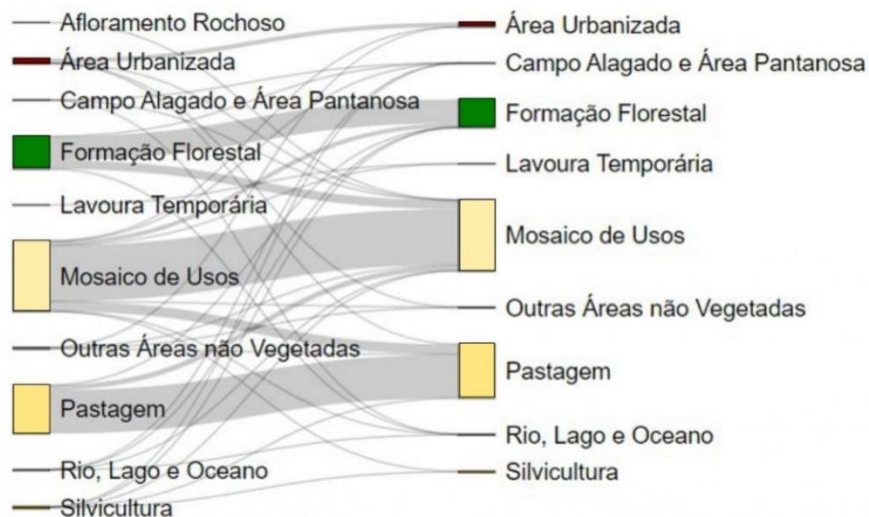 Afloramento Rochoso
Área Urbanizada
Campo Alagado e Área Pantanosa
Formação Florestal
Lavoura Temporária
Mosaico de Usos
Outras Áreas não Vegetadas
Pastagem
Rio, Lago e Oceano
Silvicultura
Área Urbanizada
Campo Alagado e Área Pantanosa
Formação Florestal
Lavoura Temporária
Mosaico de Usos
Outras Áreas não Vegetadas
Pastagem
Rio, Lago e Oceano
Silvicultura